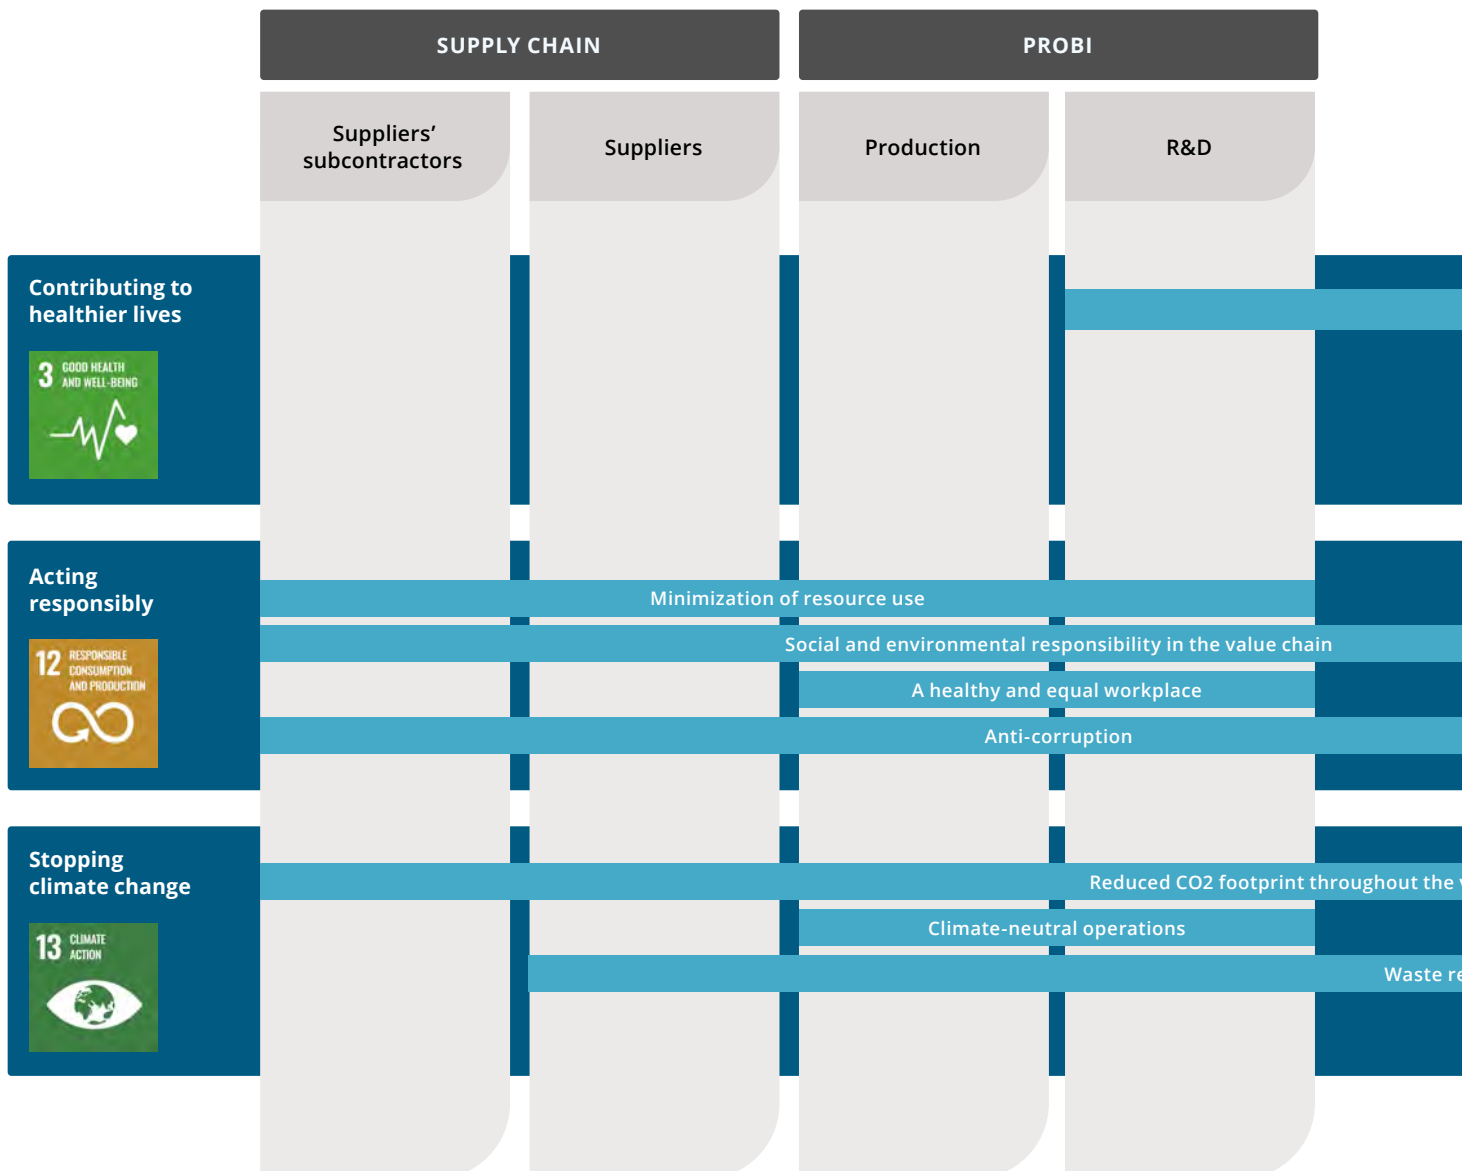 SUPPLY CHAIN
PROBI
Suppliers’
subcontractors
Suppliers
Production
R&D
Contributing to
healthier lives
3 GOOD HEALTH
AND WELL-BEING
Acting
responsibly
12 RESPONSIBLE
CONSUMPTION
AND PRODUCTION
Minimization of resource use
Social and environmental responsibility in the value chain
A healthy and equal workplace
Anti-corruption
Stopping
climate change
13 CLIMATE
ACTION
Reduced CO2 footprint throughout the
Climate-neutral operations
Waste